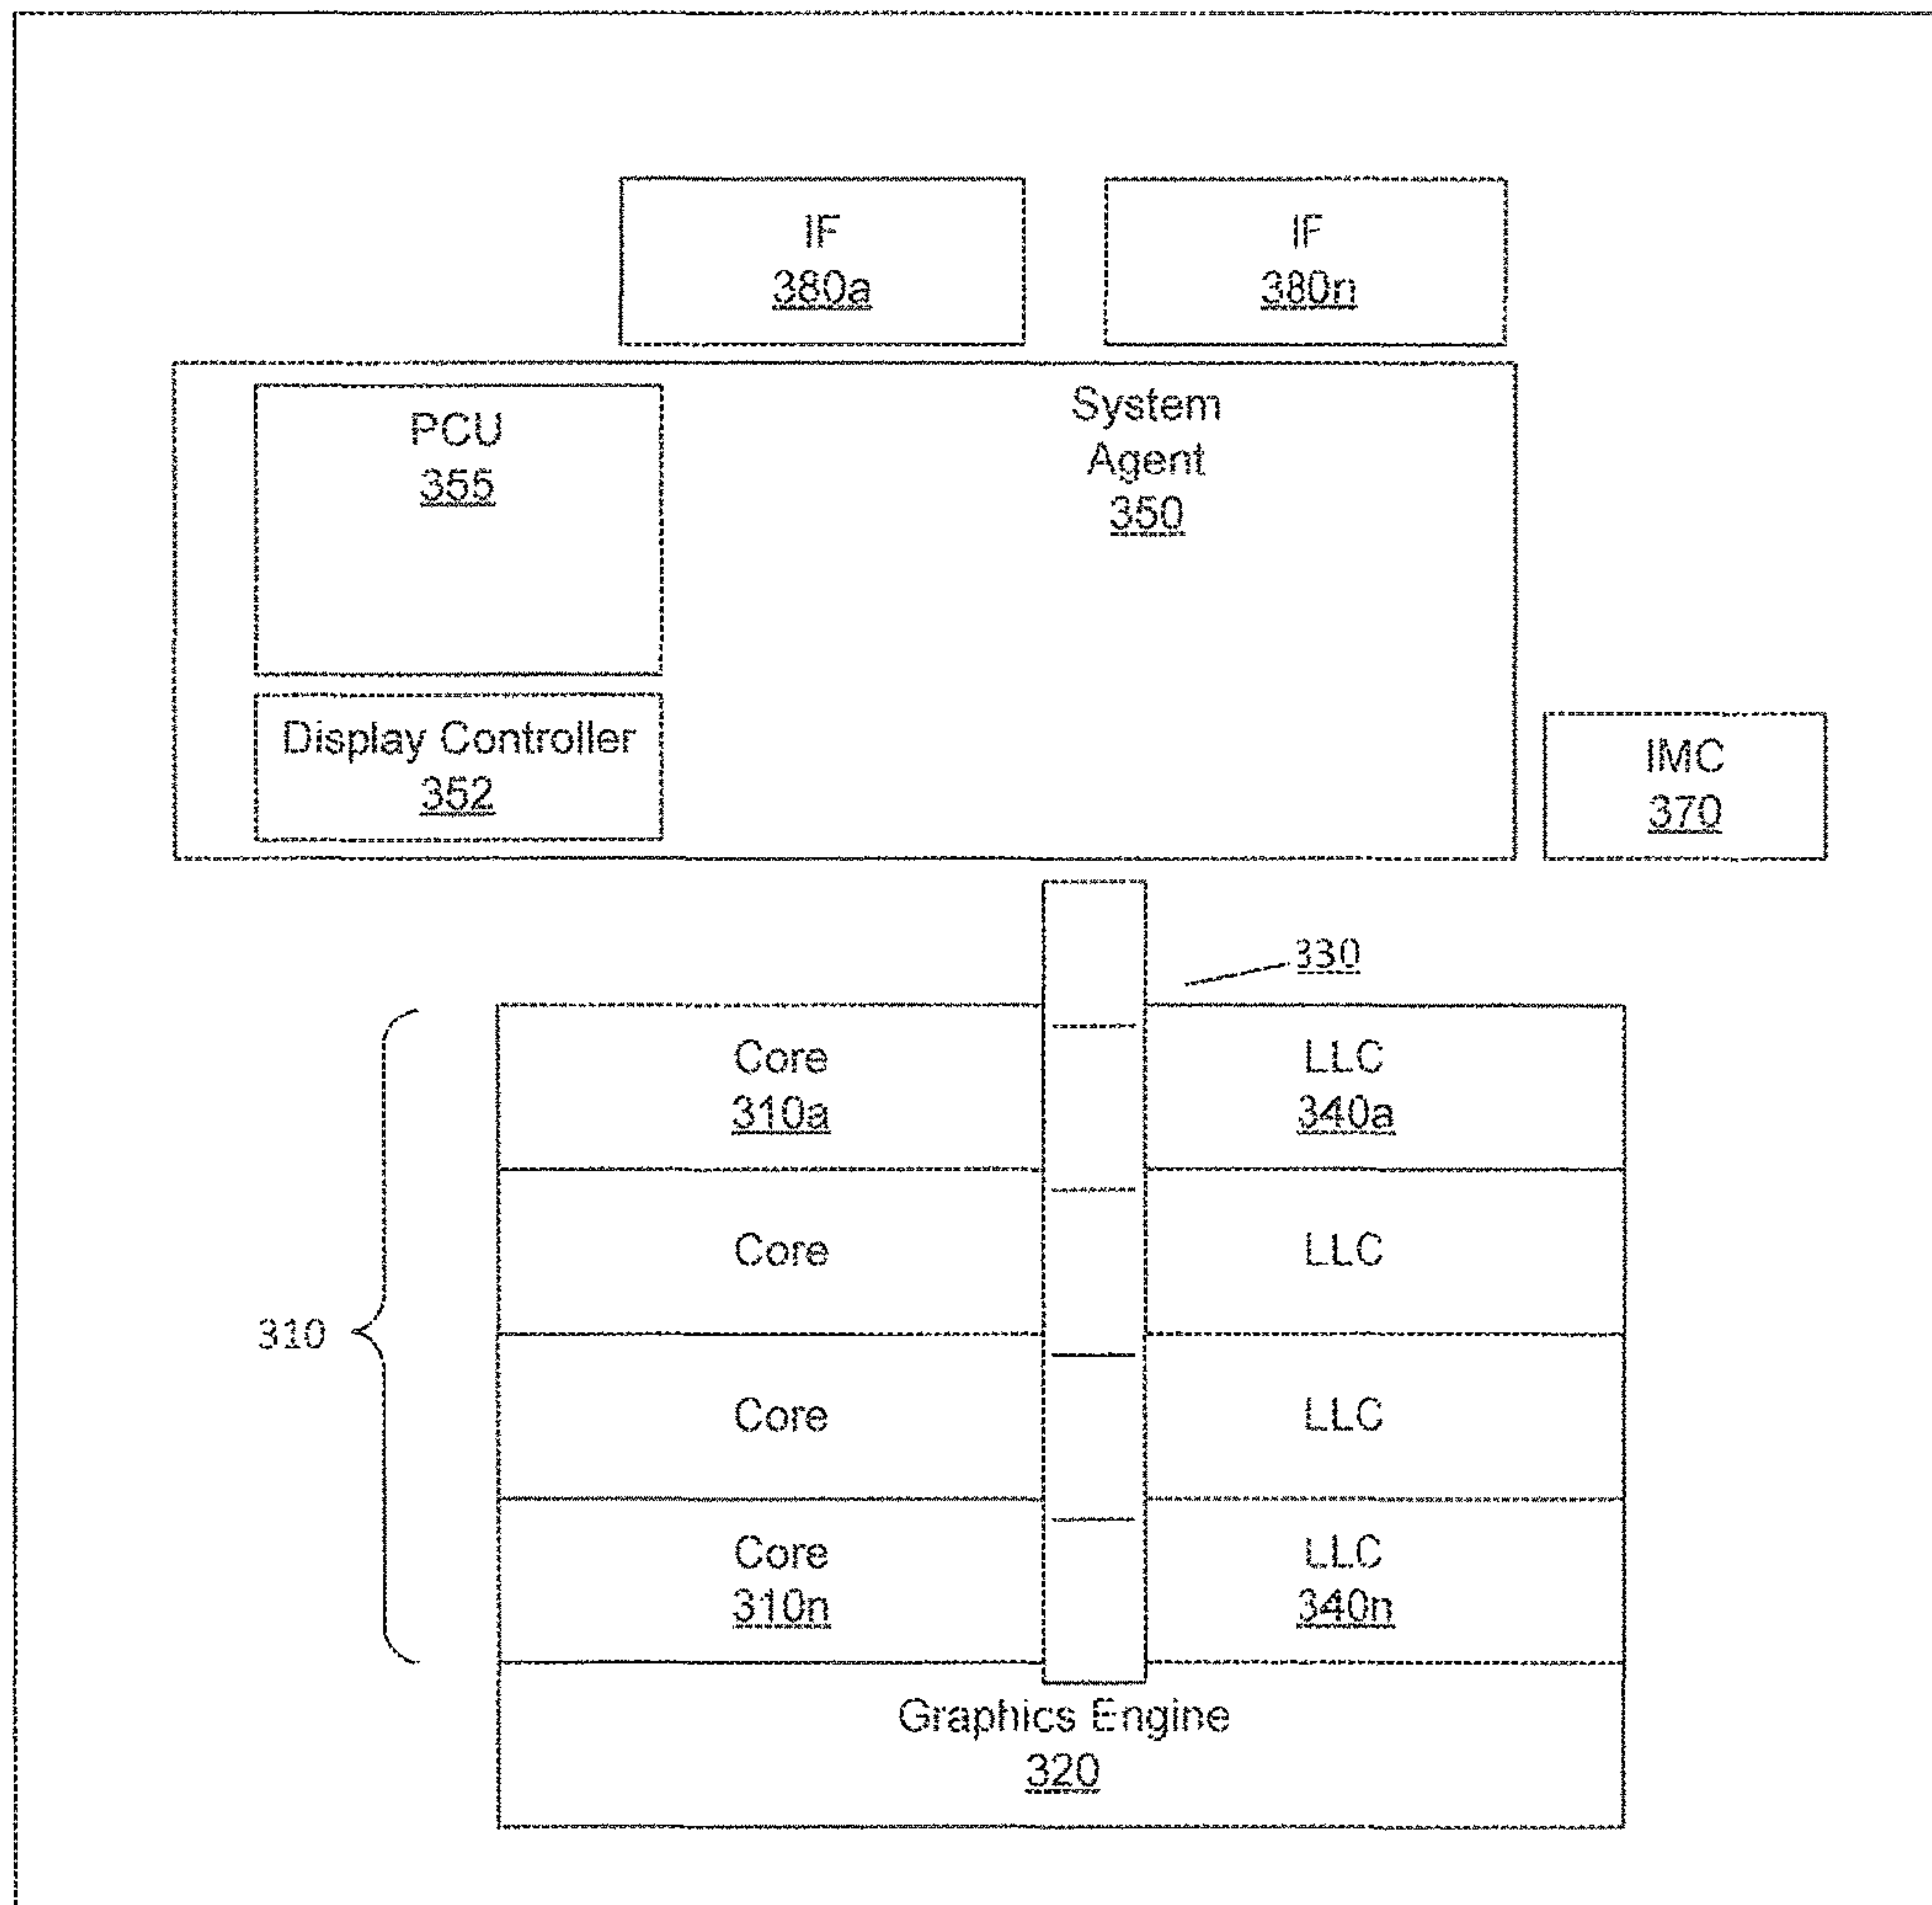 IF
380a
IF
380n
PCU
355
System
Agent
350
Display Controller
352
IMC
370
330
Core
310a
LLC
340a
Core
LLC
310
Core
LLC
Core
310n
LLC
340n
Graphics Engine
320